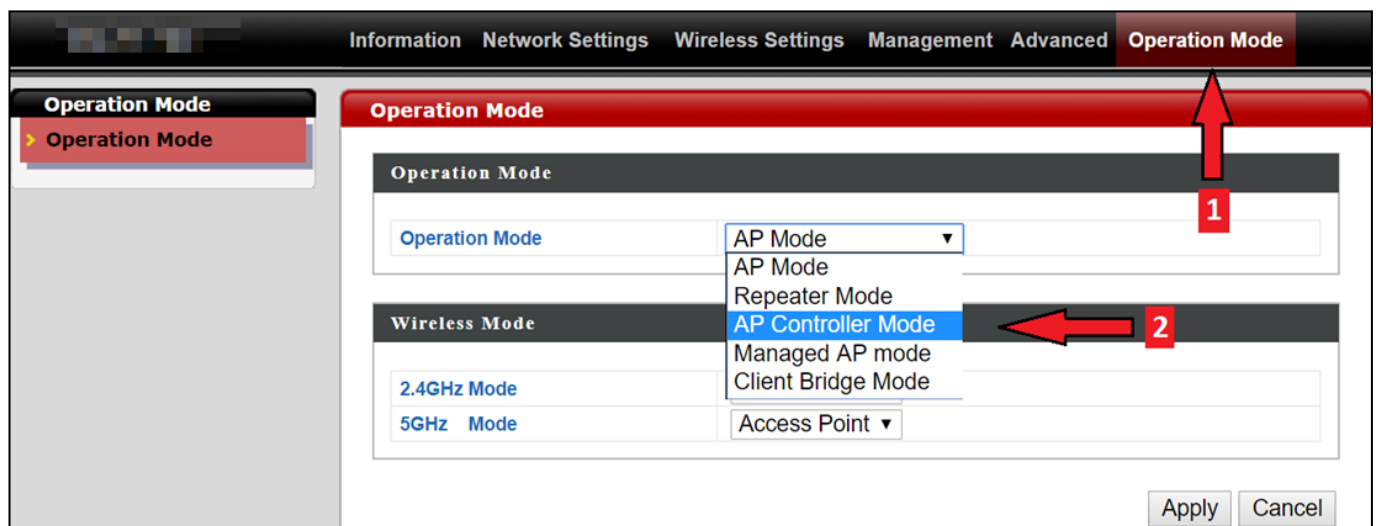 Information Network Settings Wireless Settings Management Advanced Operation Mode
Operation Mode
Operation Mode
Operation Mode
1
Operation Mode
Operation Mode AP Mode
AP Mode
Repeater Mode
AP Controller Mode
2
Managed AP mode
Client Bridge Mode
Wireless Mode
2.4GHz Mode
5GHz Mode Access Point
Apply Cancel